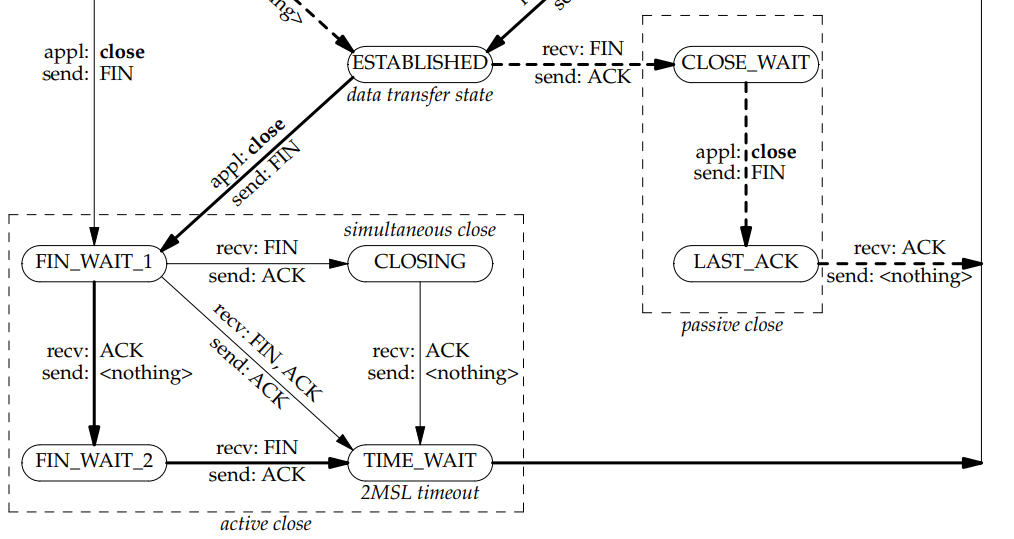 ing>
appl: close
send: FIN
ESTABLISHED
data transfer state
recv: FIN
send: ACK
CLOSE_WAIT
appl: close
send: FIN
appl: close
send: FIN
simultaneous close
FIN_WAIT_1
recv: FIN
send: ACK
CLOSING
LAST_ACK
recv: ACK
send: <nothing>
passive close
recv: ACK
send: <nothing>
recv: FIN, ACK
send: ACK
recv: ACK
send: <nothing>
FIN_WAIT_2
recv: FIN
send: ACK
TIME_WAIT
2MSL timeout
active close